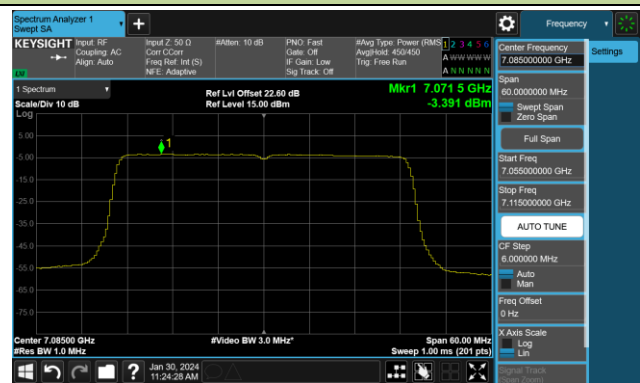 Spectrum Analyzer 1
Swept SA
Frequency
KEYSIGHT
Input: RF
Coupling: AC
Align: Auto
Input Z: 50 Ω
Corr CCorr
Freq Ref: Int (S)
NFE: Adaptive
#Atten: 10 dB
PNO: Fast
Gate: Off
IF Gain: Low
Sig Track: Off
#Avg Type: Power (RMS)
Avg|Hold: 450/450
Trig: Free Run
1 2 3 4 5 6
A W W W W W
A N N N N N
LW
1 Spectrum
Scale/Div 10 dB
Log
Ref Lvl Offset 22.60 dB
Ref Level 15.00 dBm
Mkr1 7.071 5 GHz
-3.391 dBm
1
5.00
-5.00
-15.0
-25.0
-35.0
-45.0
-55.0
-65.0
-75.0
Center 7.08500 GHz
#Res BW 1.0 MHz
#Video BW 3.0 MHz*
Span 60.00 MHz
Sweep 1.00 ms (201 pts)
Jan 30, 2024
11:24:28 AM
Center Frequency
7.085000000 GHz
Settings
Span
60.0000000 MHz
Swept Span
Zero Span
Full Span
Start Freq
7.055000000 GHz
Stop Freq
7.115000000 GHz
AUTO TUNE
CF Step
6.000000 MHz
Auto
Man
Freq Offset
0 Hz
X Axis Scale
Log
Lin
Signal Track
(Span Zoom)